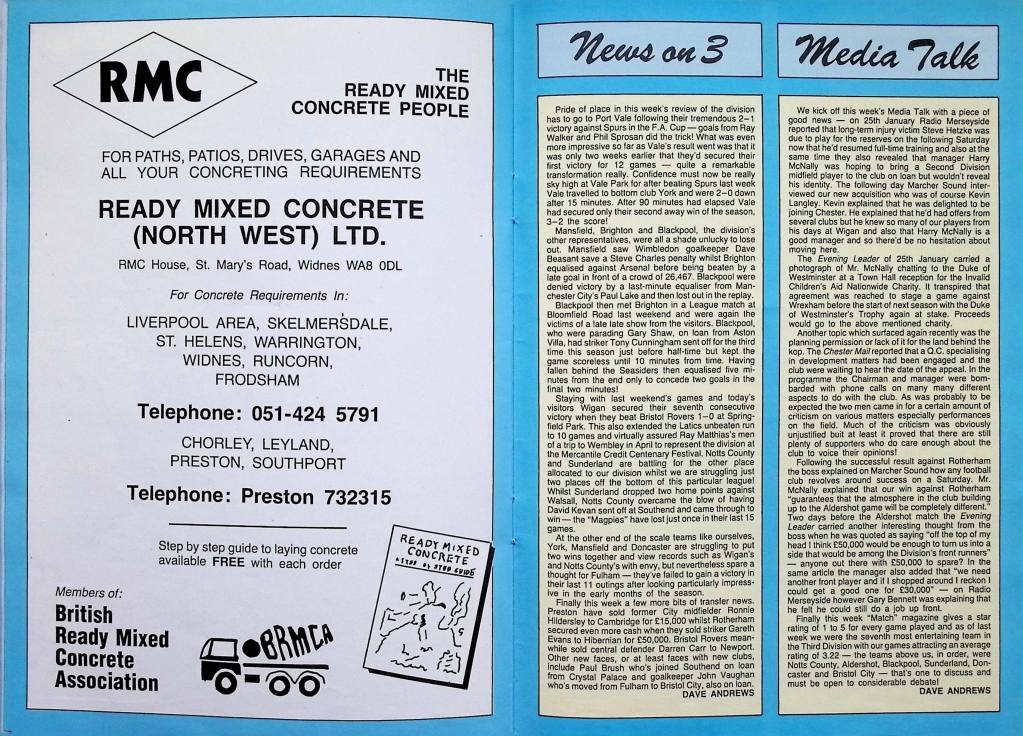 RMC
THE
READY MIXED
CONCRETE PEOPLE
FOR PATHS, PATIOS, DRIVES, GARAGES AND
ALL YOUR CONCRETING REQUIREMENTS
READY MIXED CONCRETE
(NORTH WEST) LTD.
RMC House, St. Mary's Road, Widnes WA8 0DL
For Concrete Requirements In:
LIVERPOOL AREA, SKELMERSDALE,
ST. HELENS, WARRINGTON,
WIDNES, RUNCORN,
FRODSHAM
Telephone: 051-424 5791
CHORLEY, LEYLAND,
PRESTON, SOUTHPORT
Telephone: Preston 732315
Step by step guide to laying concrete
available FREE with each order
READY MIXED
CONCRETE
A STEP BY STEP GUIDE
Members of:
British
Ready Mixed
Concrete
Association
BRMCA
News on 3
Pride of place in this week's review of the division
has to go to Port Vale following their tremendous 2–1
victory against Spurs in the F.A. Cup — goals from Ray
Walker and Phil Sprosan did the trick! What was even
more impressive so far as Vale's result went was that it
was only two weeks earlier that they'd secured their
first victory for 12 games — quite a remarkable
transformation really. Confidence must now be really
sky high at Vale Park for after beating Spurs last week
Vale travelled to bottom club York and were 2–0 down
after 15 minutes. After 90 minutes had elapsed Vale
had secured only their second away win of the season,
3–2 the score!
Mansfield, Brighton and Blackpool, the division's
other representatives, were all a shade unlucky to lose
out. Mansfield saw Wimbledon goalkeeper Dave
Beasant save a Steve Charles penalty whilst Brighton
equalised against Arsenal before being beaten by a
late goal in front of a crowd of 26,467. Blackpool were
denied victory by a last-minute equaliser from Man-
chester City's Paul Lake and then lost out in the replay.
Blackpool then met Brighton in a League match at
Bloomfield Road last weekend and were again the
victims of a late late show from the visitors. Blackpool,
who were parading Gary Shaw, on loan from Aston
Villa, had striker Tony Cunningham sent off for the third
time this season just before half-time but kept the
game scoreless until 10 minutes from time. Having
fallen behind the Seasiders then equalised five mi-
nutes from the end only to concede two goals in the
final two minutes!
Staying with last weekend's games and today's
visitors Wigan secured their seventh consecutive
victory when they beat Bristol Rovers 1–0 at Spring-
field Park. This also extended the Latics unbeaten run
to 10 games and virtually assured Ray Matthias's men
of a trip to Wembley in April to represent the division at
the Mercantile Credit Centenary Festival. Notts County
and Sunderland are battling for the other place
allocated to our division whilst we are struggling just
two places off the bottom of this particular league!
Whilst Sunderland dropped two home points against
Walsall, Notts County overcame the blow of having
David Kevan sent off at Southend and came through to
win — the "Magpies" have lost just once in their last 15
games.
At the other end of the scale teams like ourselves,
York, Mansfield and Doncaster are struggling to put
two wins together and view records such as Wigan's
and Notts County's with envy, but nevertheless spare a
thought for Fulham — they've failed to gain a victory in
their last 11 outings after looking particularly impress-
ive in the early months of the season.
Finally this week a few more bits of transfer news.
Preston have sold former City midfielder Ronnie
Hildersley to Cambridge for £15,000 whilst Rotherham
secured even more cash when they sold striker Gareth
Evans to Hibernian for £50,000. Bristol Rovers mean-
while sold central defender Darren Carr to Newport.
Other new faces, or at least faces with new clubs,
include Paul Brush who's joined Southend on loan
from Crystal Palace and goalkeeper John Vaughan
who's moved from Fulham to Bristol City, also on loan.
DAVE ANDREWS
Media Talk
We kick off this week's Media Talk with a piece of
good news — on 25th January Radio Merseyside
reported that long-term injury victim Steve Hetzke was
due to play for the reserves on the following Saturday
now that he'd resumed full-time training and also at the
same time they also revealed that manager Harry
McNally was hoping to bring a Second Division
midfield player to the club on loan but wouldn't reveal
his identity. The following day Marcher Sound inter-
viewed our new acquisition who was of course Kevin
Langley. Kevin explained that he was delighted to be
joining Chester. He explained that he'd had offers from
several clubs but he knew so many of our players from
his days at Wigan and also that Harry McNally is a
good manager and so there'd be no hesitation about
moving here.
The Evening Leader of 25th January carried a
photograph of Mr. McNally chatting to the Duke of
Westminster at a Town Hall reception for the Invalid
Children's Aid Nationwide Charity. It transpired that
agreement was reached to stage a game against
Wrexham before the start of next season with the Duke
of Westminster's Trophy again at stake. Proceeds
would go to the above mentioned charity.
Another topic which surfaced again recently was the
planning permission or lack of it for the land behind the
kop. The Chester Mail reported that a Q.C. specialising
in development matters had been engaged and the
club were waiting to hear the date of the appeal. In the
programme the Chairman and manager were bom-
barded with phone calls on many many different
aspects to do with the club. As was probably to be
expected the two men came in for a certain amount of
criticism on various matters especially performances
on the field. Much of the criticism was obviously
unjustified but at least it proved that there are still
plenty of supporters who do care enough about the
club to voice their opinions!
Following the successful result against Rotherham
the boss explained on Marcher Sound how any football
club revolves around success on a Saturday. Mr.
McNally explained that our win against Rotherham
"guarantees that the atmosphere in the club building
up to the Aldershot game will be completely different."
Two days before the Aldershot match the Evening
Leader carried another interesting thought from the
boss when he was quoted as saying "off the top of my
head I think £50,000 would be enough to turn us into a
side that would be among the Division's front runners"
— anyone out there with £50,000 to spare? In the
same article the manager also added that "we need
another front player and if I shopped around I reckon I
could get a good one for £30,000" — on Radio
Merseyside however Gary Bennett was explaining that
he felt he could still do a job up front.
Finally this week "Match" magazine gives a star
rating of 1 to 5 for every game played and as of last
week we were the seventh most entertaining team in
the Third Division with our games attracting an average
rating of 3.22 — the teams above us, in order, were
Notts County, Aldershot, Blackpool, Sunderland, Don-
caster and Bristol City — that's one to discuss and
must be open to considerable debate!
DAVE ANDREWS